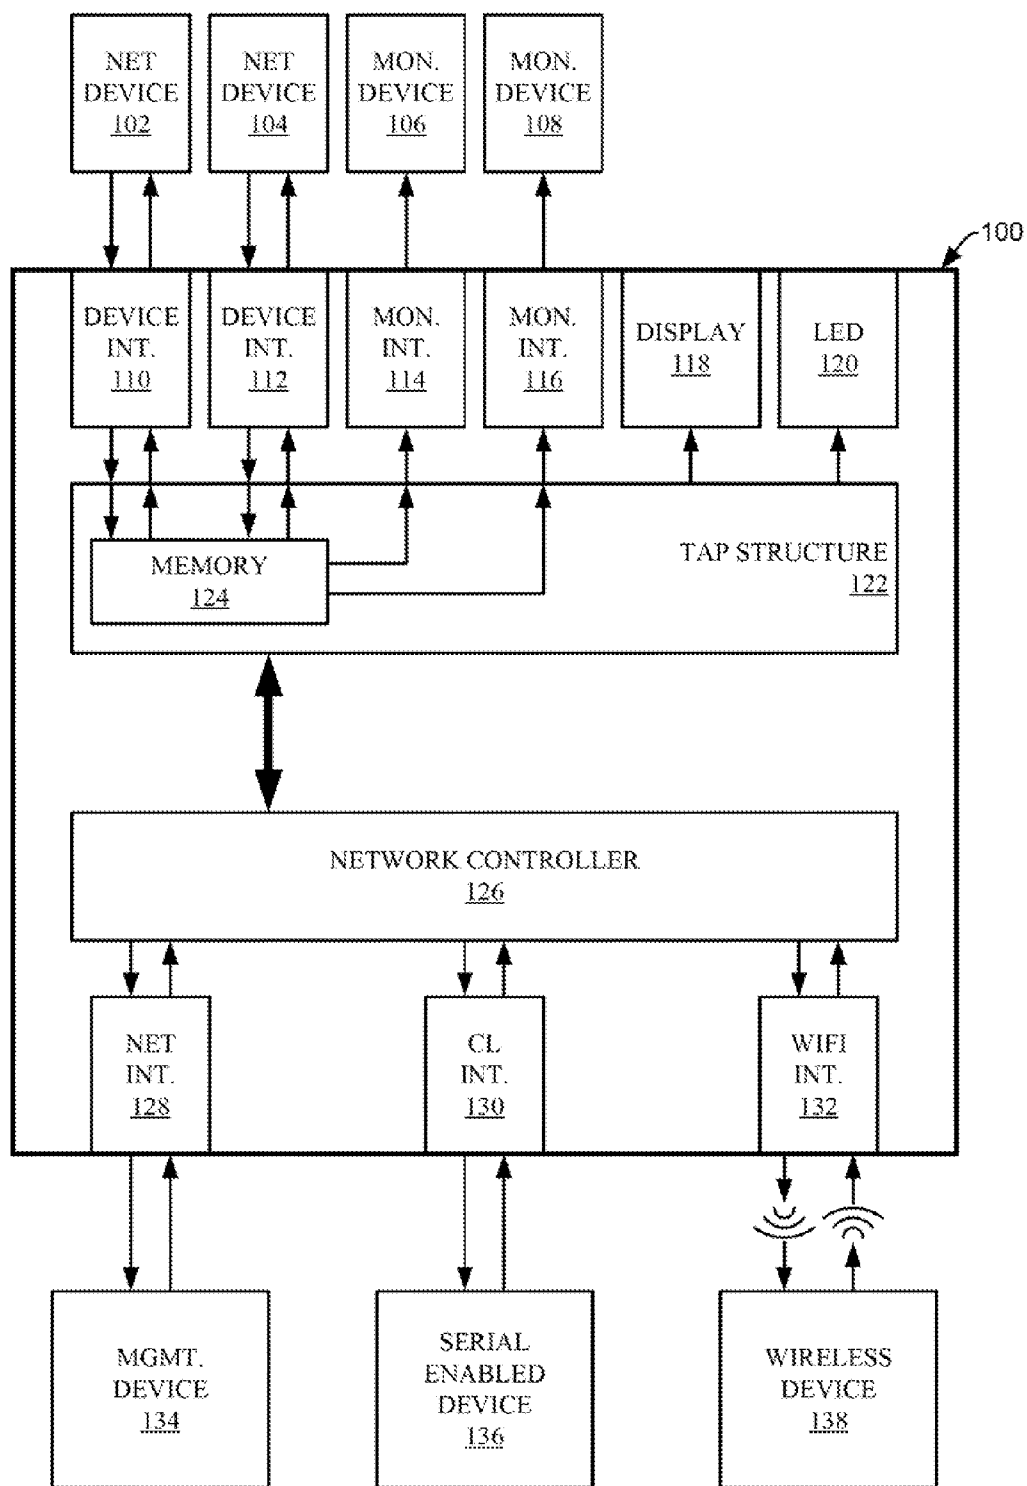 NET
DEVICE
102
NET
DEVICE
104
MON.
DEVICE
106
MON.
DEVICE
108
100
DEVICE
INT.
110
DEVICE
INT.
112
MON.
INT.
114
MON.
INT.
116
DISPLAY
118
LED
120
TAP STRUCTURE
122
MEMORY
124
NETWORK CONTROLLER
126
NET
INT.
128
CL
INT.
130
WIFI
INT.
132
MGMT.
DEVICE
134
SERIAL
ENABLED
DEVICE
136
WIRELESS
DEVICE
138